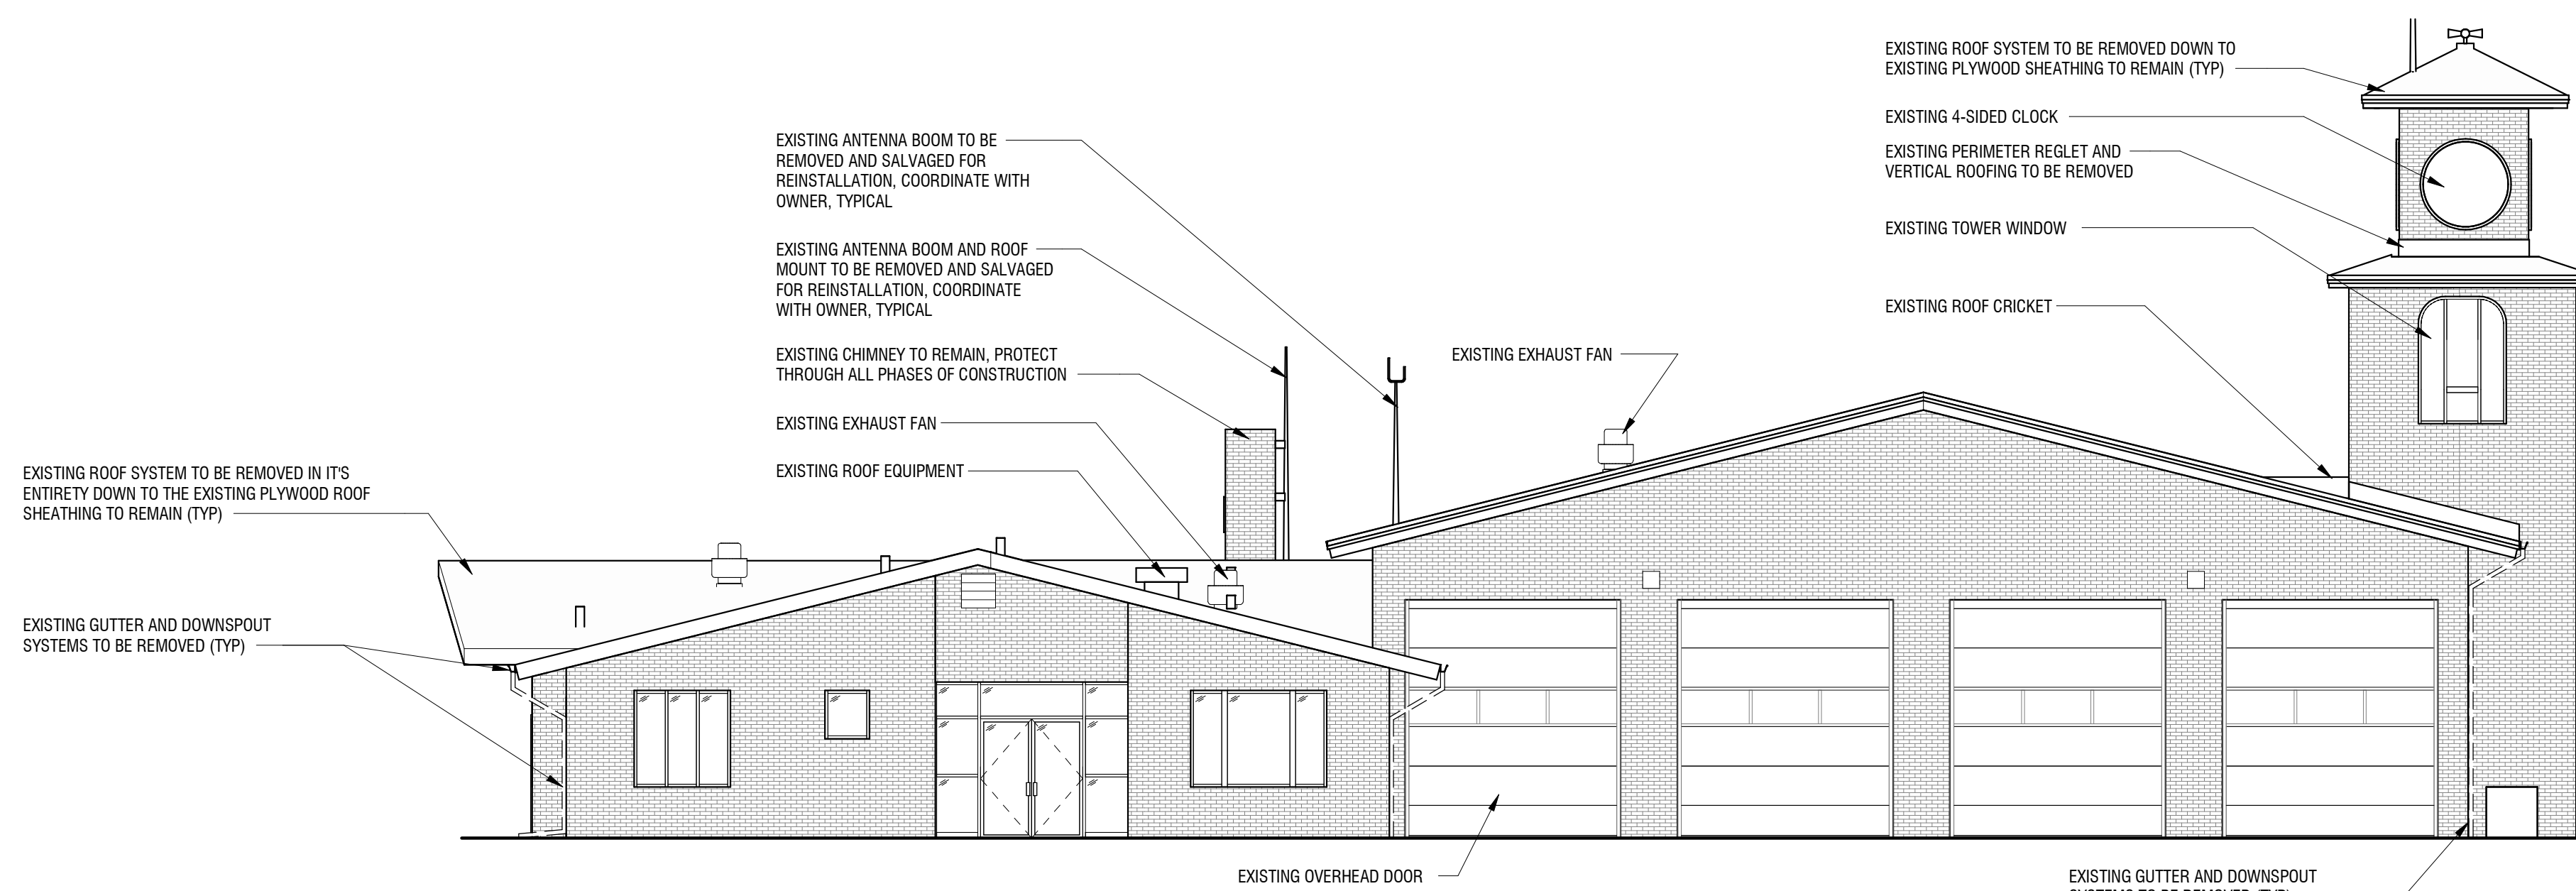 EXISTING ROOF SYSTEM TO BE REMOVED DOWN TO
EXISTING PLYWOOD SHEATHING TO REMAIN (TYP)
EXISTING 4-SIDED CLOCK
EXISTING PERIMETER REGLET AND
VERTICAL ROOFING TO BE REMOVED
EXISTING TOWER WINDOW
EXISTING ROOF CRICKET
EXISTING ANTENNA BOOM TO BE
REMOVED AND SALVAGED FOR
REINSTALLATION, COORDINATE WITH
OWNER, TYPICAL
EXISTING ANTENNA BOOM AND ROOF
MOUNT TO BE REMOVED AND SALVAGED
FOR REINSTALLATION, COORDINATE
WITH OWNER, TYPICAL
EXISTING CHIMNEY TO REMAIN, PROTECT
THROUGH ALL PHASES OF CONSTRUCTION
EXISTING EXHAUST FAN
EXISTING ROOF EQUIPMENT
EXISTING EXHAUST FAN
EXISTING ROOF SYSTEM TO BE REMOVED IN IT'S
ENTIRETY DOWN TO THE EXISTING PLYWOOD ROOF
SHEATHING TO REMAIN (TYP)
EXISTING GUTTER AND DOWNSPOUT
SYSTEMS TO BE REMOVED (TYP)
EXISTING OVERHEAD DOOR
EXISTING GUTTER AND DOWNSPOUT
SYSTEMS TO BE REMOVED (TYP)